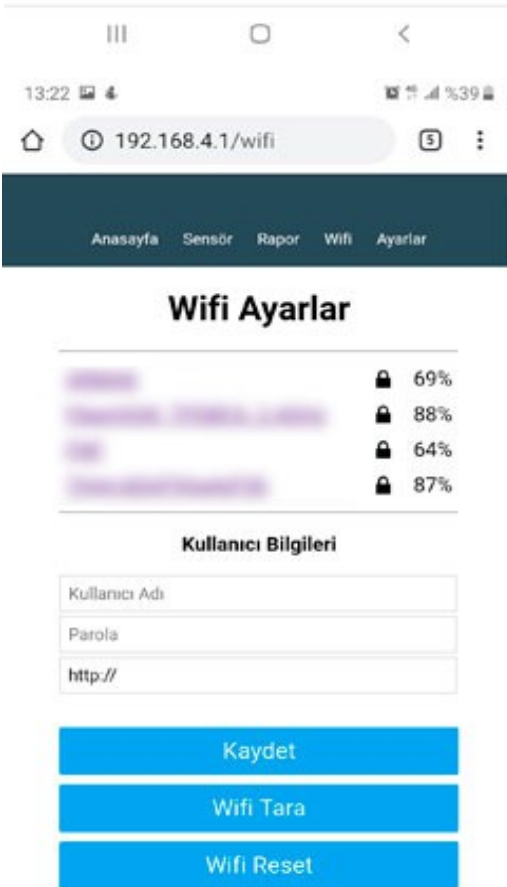 13:22 %39
192.168.4.1/wifi 5
Anasayfa Sensör Rapor Wifi Ayarlar
Wifi Ayarlar
69%
88%
64%
87%
Kullanıcı Bilgileri
Kullanıcı Adı
Parola
http://
Kaydet
Wifi Tara
Wifi Reset